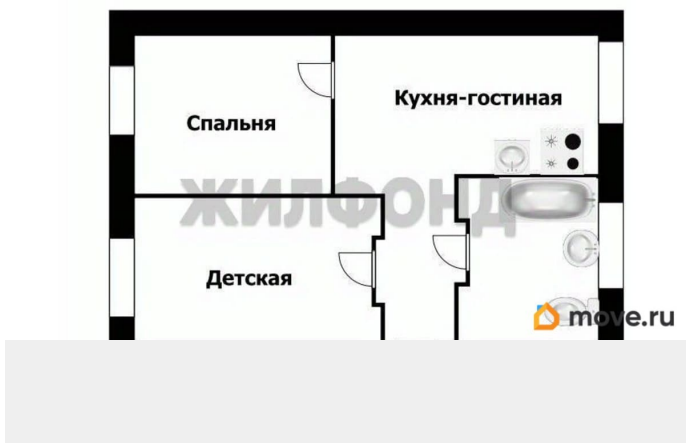 Кухня-гостиная
Спальня
ЖИЛФОНД
Детская
move.ru